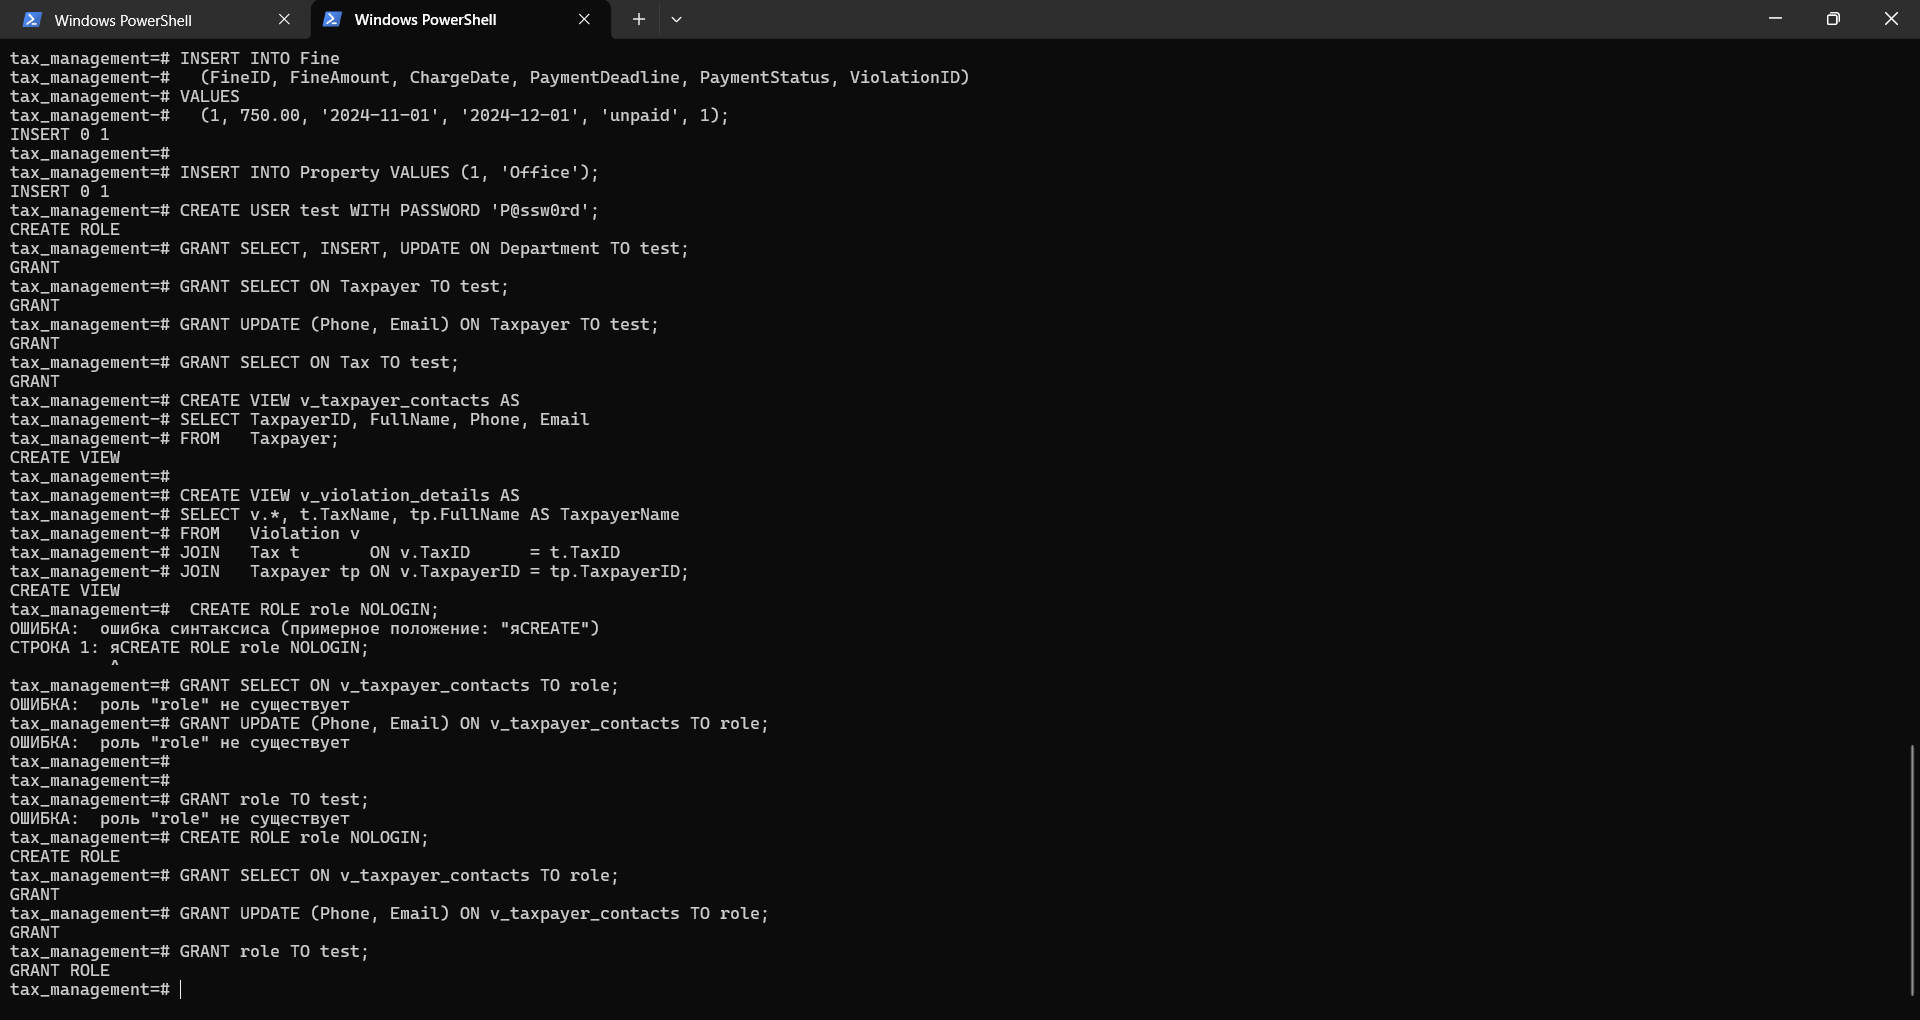 Windows PowerShell
Windows PowerShell
tax_management=# INSERT INTO Fine
tax_management-#   (FineID, FineAmount, ChargeDate, PaymentDeadline, PaymentStatus, ViolationID)
tax_management-# VALUES
tax_management-#   (1, 750.00, '2024-11-01', '2024-12-01', 'unpaid', 1);
INSERT 0 1
tax_management=#
tax_management=# INSERT INTO Property VALUES (1, 'Office');
INSERT 0 1
tax_management=# CREATE USER test WITH PASSWORD 'P@ssw0rd';
CREATE ROLE
tax_management=# GRANT SELECT, INSERT, UPDATE ON Department TO test;
GRANT
tax_management=# GRANT SELECT ON Taxpayer TO test;
GRANT
tax_management=# GRANT UPDATE (Phone, Email) ON Taxpayer TO test;
GRANT
tax_management=# GRANT SELECT ON Tax TO test;
GRANT
tax_management=# CREATE VIEW v_taxpayer_contacts AS
tax_management-# SELECT TaxpayerID, FullName, Phone, Email
tax_management-# FROM   Taxpayer;
CREATE VIEW
tax_management=#
tax_management=# CREATE VIEW v_violation_details AS
tax_management-# SELECT v.*, t.TaxName, tp.FullName AS TaxpayerName
tax_management-# FROM   Violation v
tax_management-# JOIN   Tax t       ON v.TaxID      = t.TaxID
tax_management-# JOIN   Taxpayer tp ON v.TaxpayerID = tp.TaxpayerID;
CREATE VIEW
tax_management=#  CREATE ROLE role NOLOGIN;
ОШИБКА:  ошибка синтаксиса (примерное положение: "яCREATE")
СТРОКА 1: яCREATE ROLE role NOLOGIN;
          ^
tax_management=# GRANT SELECT ON v_taxpayer_contacts TO role;
ОШИБКА:  роль "role" не существует
tax_management=# GRANT UPDATE (Phone, Email) ON v_taxpayer_contacts TO role;
ОШИБКА:  роль "role" не существует
tax_management=#
tax_management=#
tax_management=# GRANT role TO test;
ОШИБКА:  роль "role" не существует
tax_management=# CREATE ROLE role NOLOGIN;
CREATE ROLE
tax_management=# GRANT SELECT ON v_taxpayer_contacts TO role;
GRANT
tax_management=# GRANT UPDATE (Phone, Email) ON v_taxpayer_contacts TO role;
GRANT
tax_management=# GRANT role TO test;
GRANT ROLE
tax_management=#